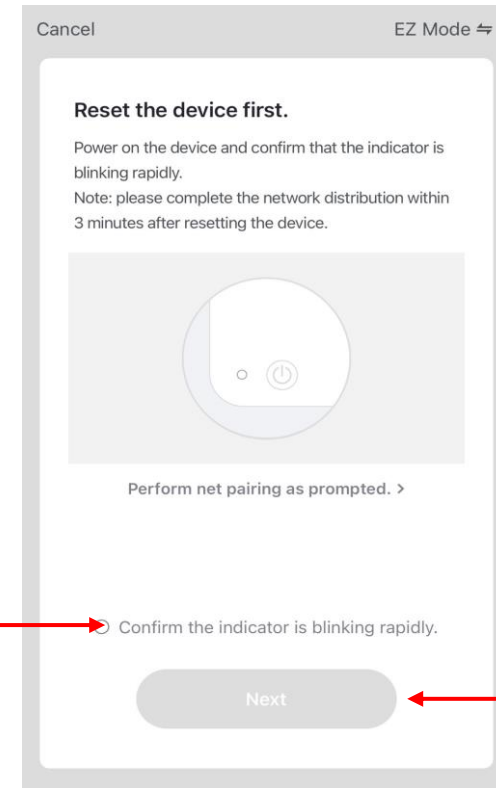 Cancel
EZ Mode ⇋
Reset the device first.
Power on the device and confirm that the indicator is
blinking rapidly.
Note: please complete the network distribution within
3 minutes after resetting the device.
Perform net pairing as prompted. >
Confirm the indicator is blinking rapidly.
Next